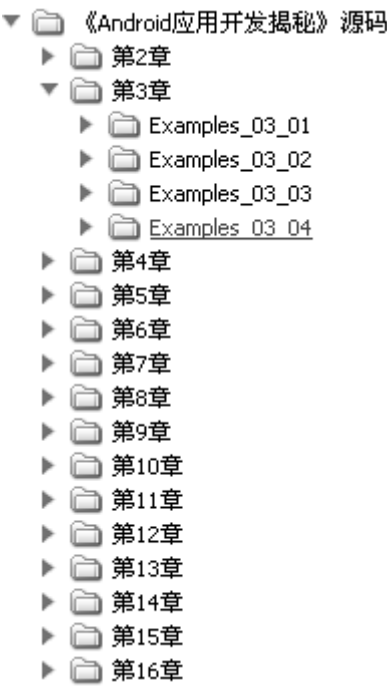 《Android应用开发揭秘》源码
第2章
第3章
Examples_03_01
Examples_03_02
Examples_03_03
Examples_03_04
第4章
第5章
第6章
第7章
第8章
第9章
第10章
第11章
第12章
第13章
第14章
第15章
第16章